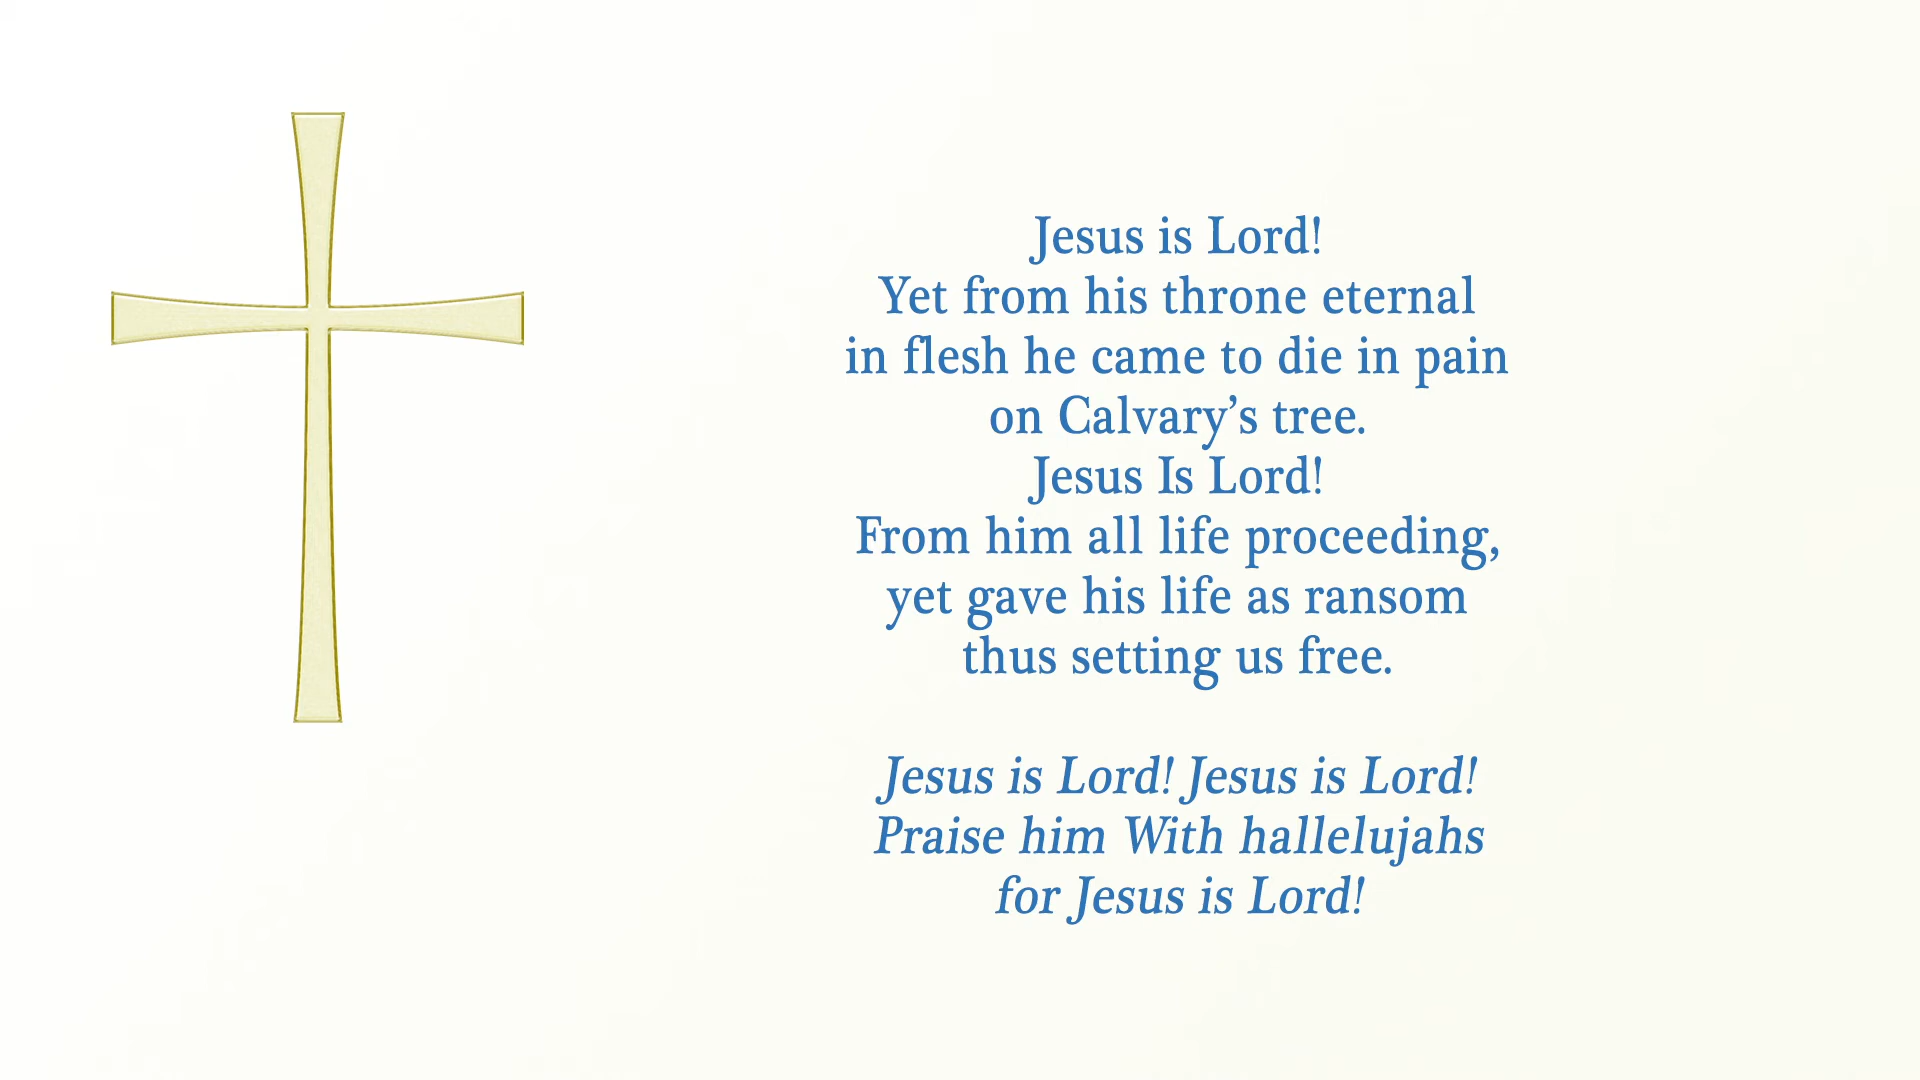 Jesus is Lord!
Yet from his throne eternal
in flesh he came to die in pain
on Calvary’s tree.
Jesus Is Lord!
From him all life proceeding,
yet gave his life as ransom
thus setting us free.

Jesus is Lord! Jesus is Lord!
Praise him With hallelujahs
for Jesus is Lord!